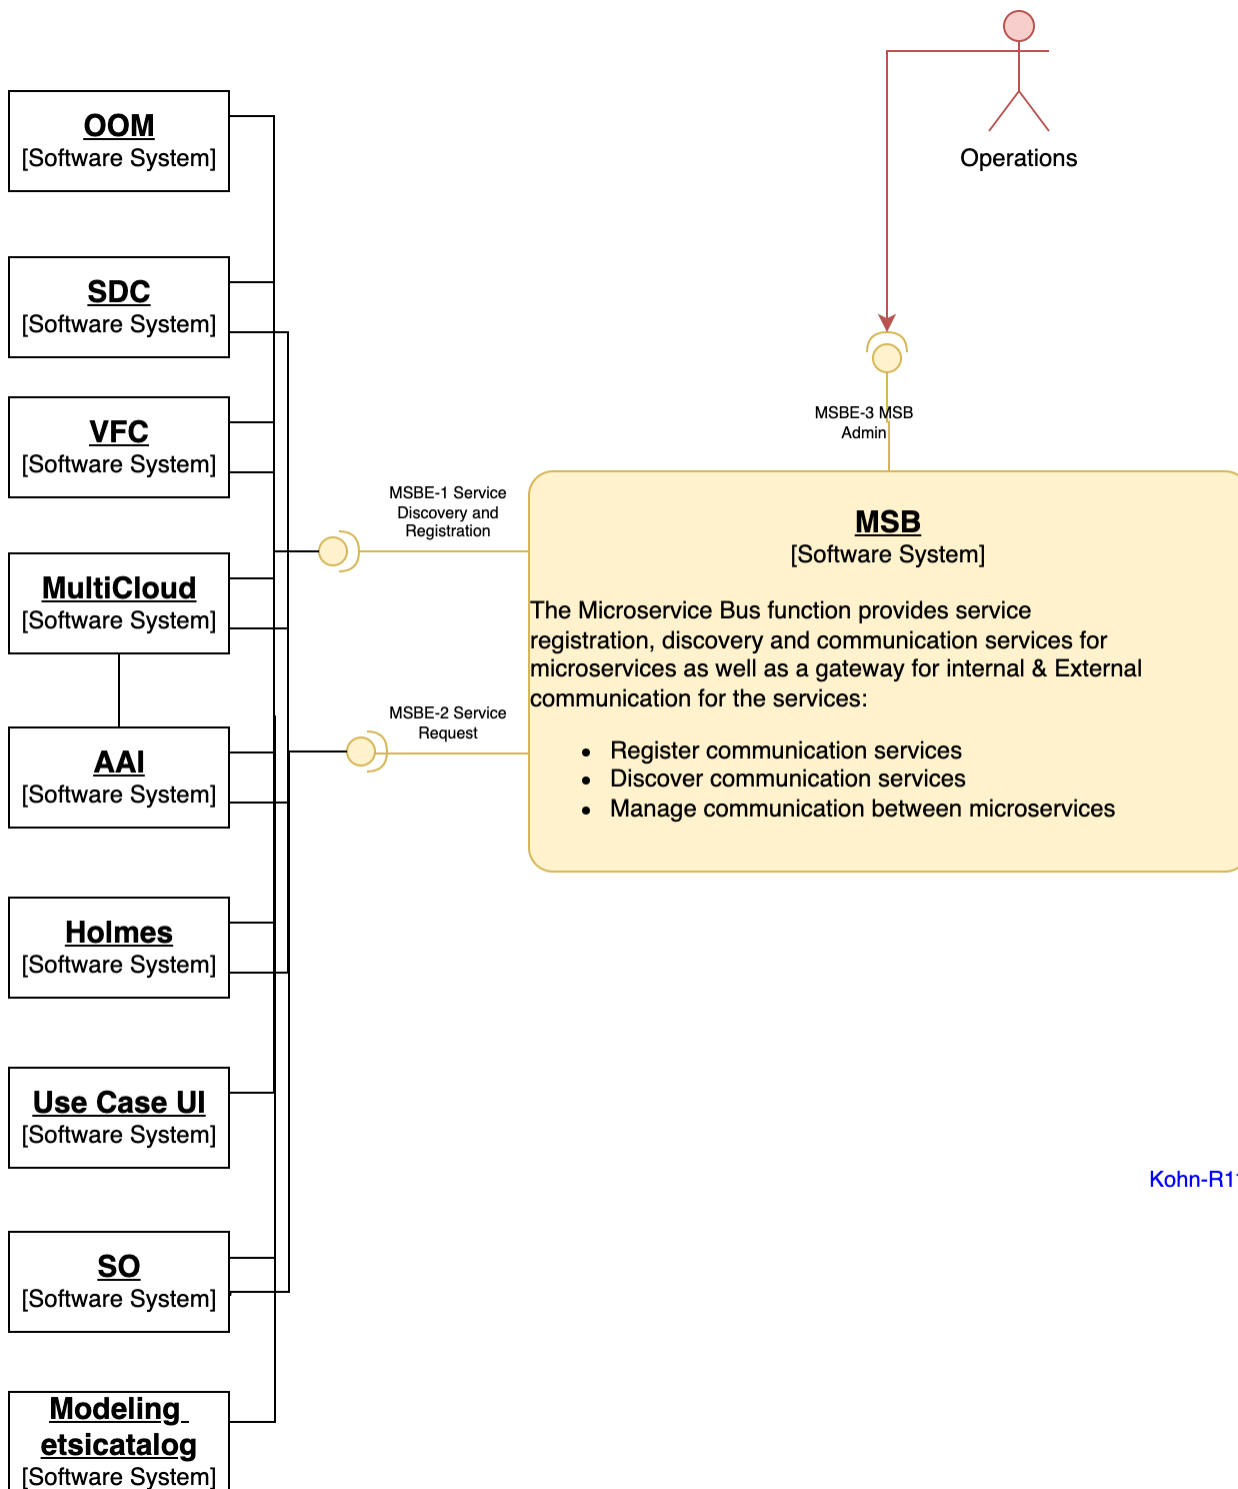 OOM
[Software System]
SDC
[Software System]
VFC
[Software System]
MultiCloud
[Software System]
AAI
[Software System]
Holmes
[Software System]
Use Case UI
[Software System]
SO
[Software System]
Modeling
etsicatalog
[Software System]
Operations
MSBE-3 MSB
Admin
MSBE-1 Service
Discovery and
Registration
MSBE-2 Service
Request
MSB
[Software System]
The Microservice Bus function provides service
registration, discovery and communication services for
microservices as well as a gateway for internal & External
communication for the services:
• Register communication services
• Discover communication services
• Manage communication between microservices
Kohn-R1